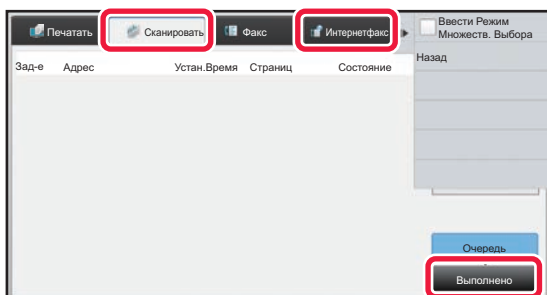 Печатать Сканировать Факс Интернетфакс
Ввести Режим
Множеств. Выбора
Зад-е Адрес Устан.Время Страниц Состояние
Назад
Очередь
Выполнено